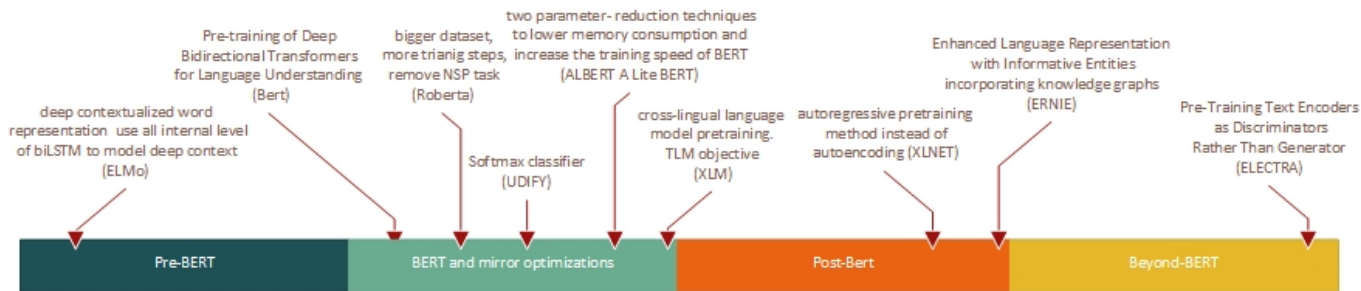 deep contextualized word
representation use all internal level
of biLSTM to model deep context
(ELMo)
Pre-training of Deep
Bidirectional Transformers
for Language Understanding
(Bert)
bigger dataset,
more trianig steps,
remove NSP task
(Roberta)
Softmax classifier
(UDIFY)
two parameter- reduction techniques
to lower memory consumption and
increase the training speed of BERT
(ALBERT A Lite BERT)
cross-lingual language
model pretraining.
TLM objective
(XLM)
autoregressive pretraining
method instead of
autoencoding (XLNET)
Enhanced Language Representation
with Informative Entities
incorporating knowledge graphs
(ERNIE)
Pre-Training Text Encoders
as Discriminators
Rather Than Generator
(ELECTRA)
Pre-BERT
BERT and mirror optimizations
Post-Bert
Beyond-BERT